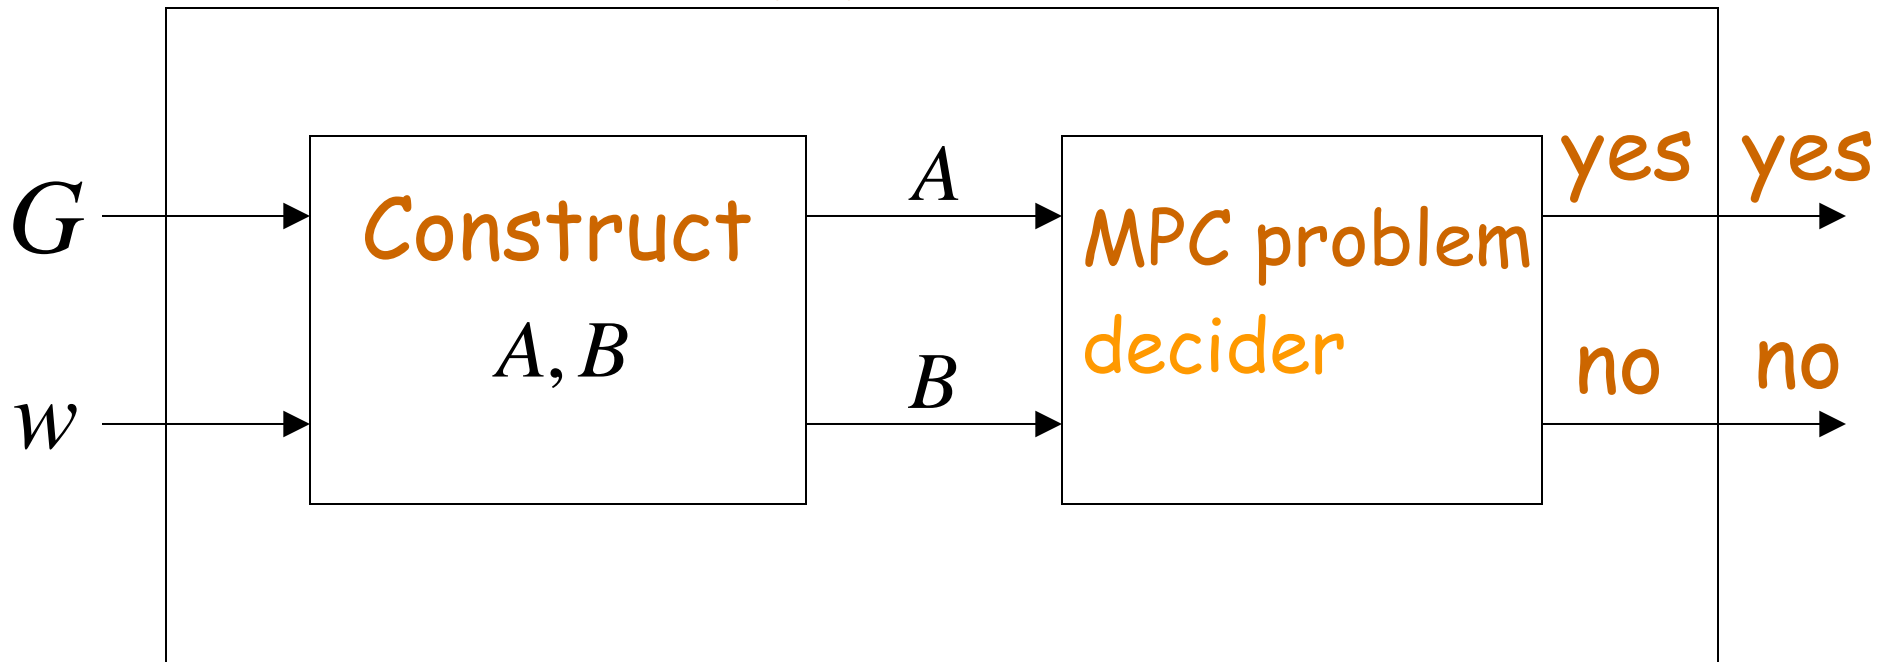 G
w
Construct
A, B
A
B
MPC problem
decider
yes
yes
no
no